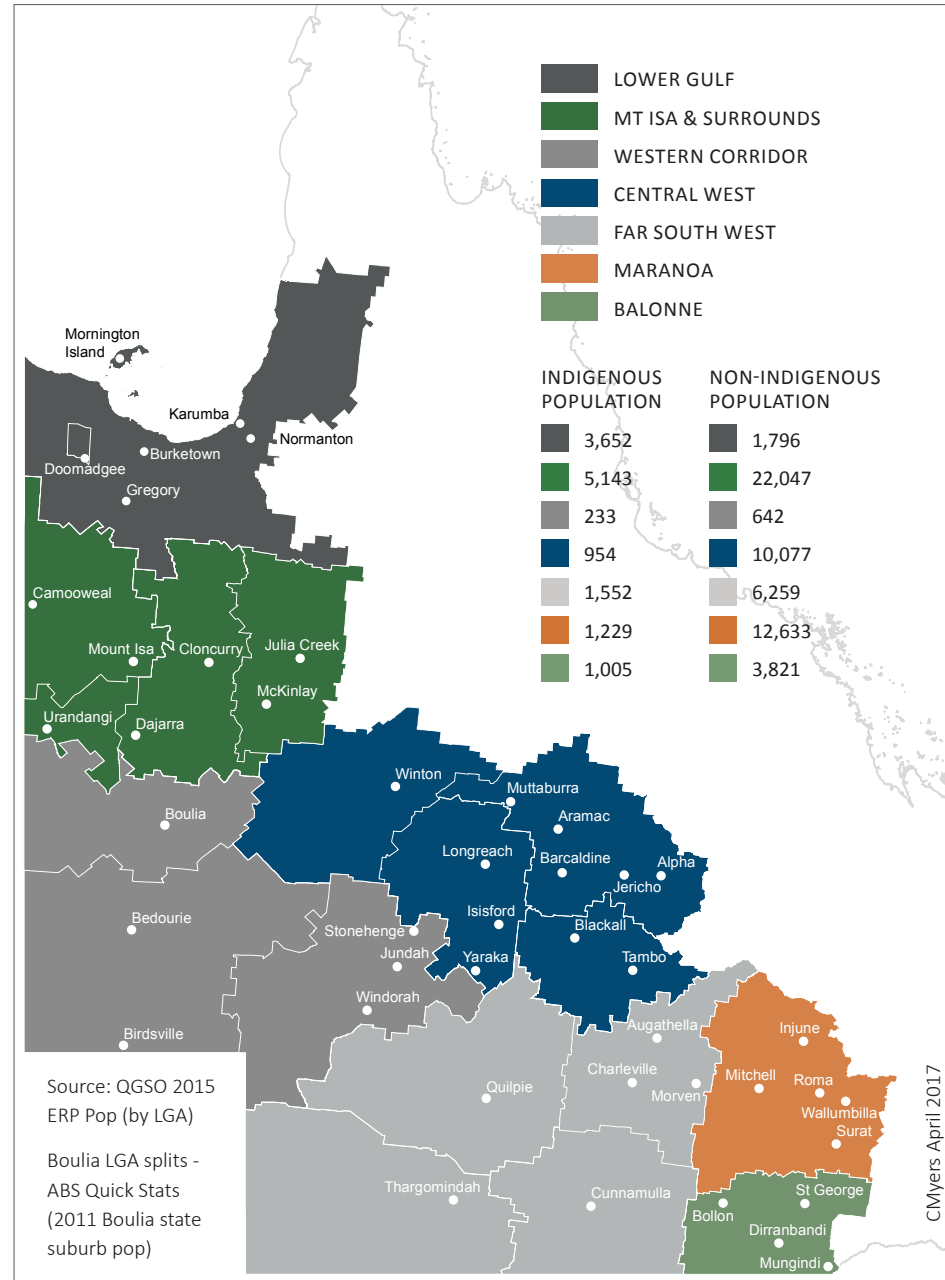 LOWER GULF
MT ISA & SURROUNDS
WESTERN CORRIDOR
CENTRAL WEST
FAR SOUTH WEST
MARANOA
BALONNE
INDIGENOUS
POPULATION
3,652
5,143
233
954
1,552
1,229
1,005
NON-INDIGENOUS
POPULATION
1,796
22,047
642
10,077
6,259
12,633
3,821
Mornington
Island
Karumba
Normanton
Burketown
Doomadgee
Gregory
Camooweal
Mount Isa
Cloncurry
Julia Creek
McKinlay
Urandangi
Dajarra
Winton
Muttaburra
Boulia
Aramac
Longreach
Barcaldine
Alpha
Jericho
Bedourie
Isisford
Stonehenge
Blackall
Jundah
Yaraka
Tambo
Windorah
Birdsville
Augathella
Injune
Charleville
Morven
Mitchell
Roma
Quilpie
Wallumbilla
Surat
Thargomindah
Cunnamulla
Bollon
St George
Dirranbandi
Mungindi
Source: QGSO 2015
ERP Pop (by LGA)
Boulia LGA splits -
ABS Quick Stats
(2011 Boulia state
suburb pop)
CMyers April 2017